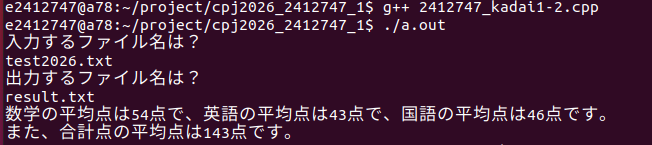 e2412747@a78:~/project/cpj2026_2412747_1$ g++ 2412747_kadai1-2.cpp
e2412747@a78:~/project/cpj2026_2412747_1$ ./a.out
入力するファイル名は？
test2026.txt
出力するファイル名は？
result.txt
数学の平均点は54点で、英語の平均点は43点で、国語の平均点は46点です。
また、合計点の平均点は143点です。